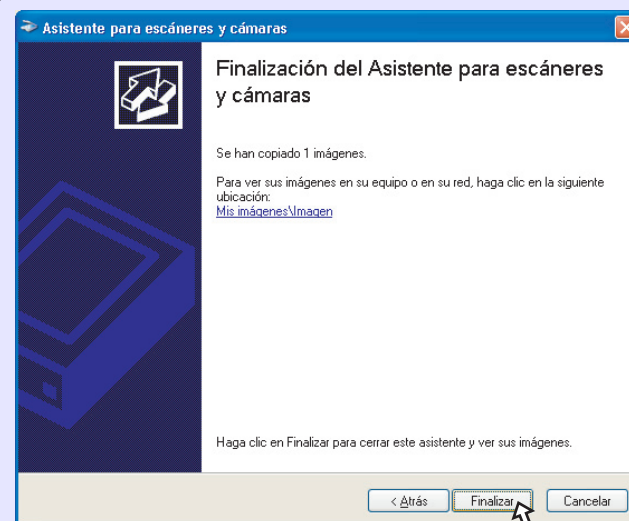 Asistente para escáneres y cámaras
Finalización del Asistente para escáneres
y cámaras
Se han copiado 1 imágenes.
Para ver sus imágenes en su equipo o en su red, haga clic en la siguiente
ubicación:
Mis imágenes\Imagen
Haga clic en Finalizar para cerrar este asistente y ver sus imágenes.
< Atrás
Finalizar
Cancelar